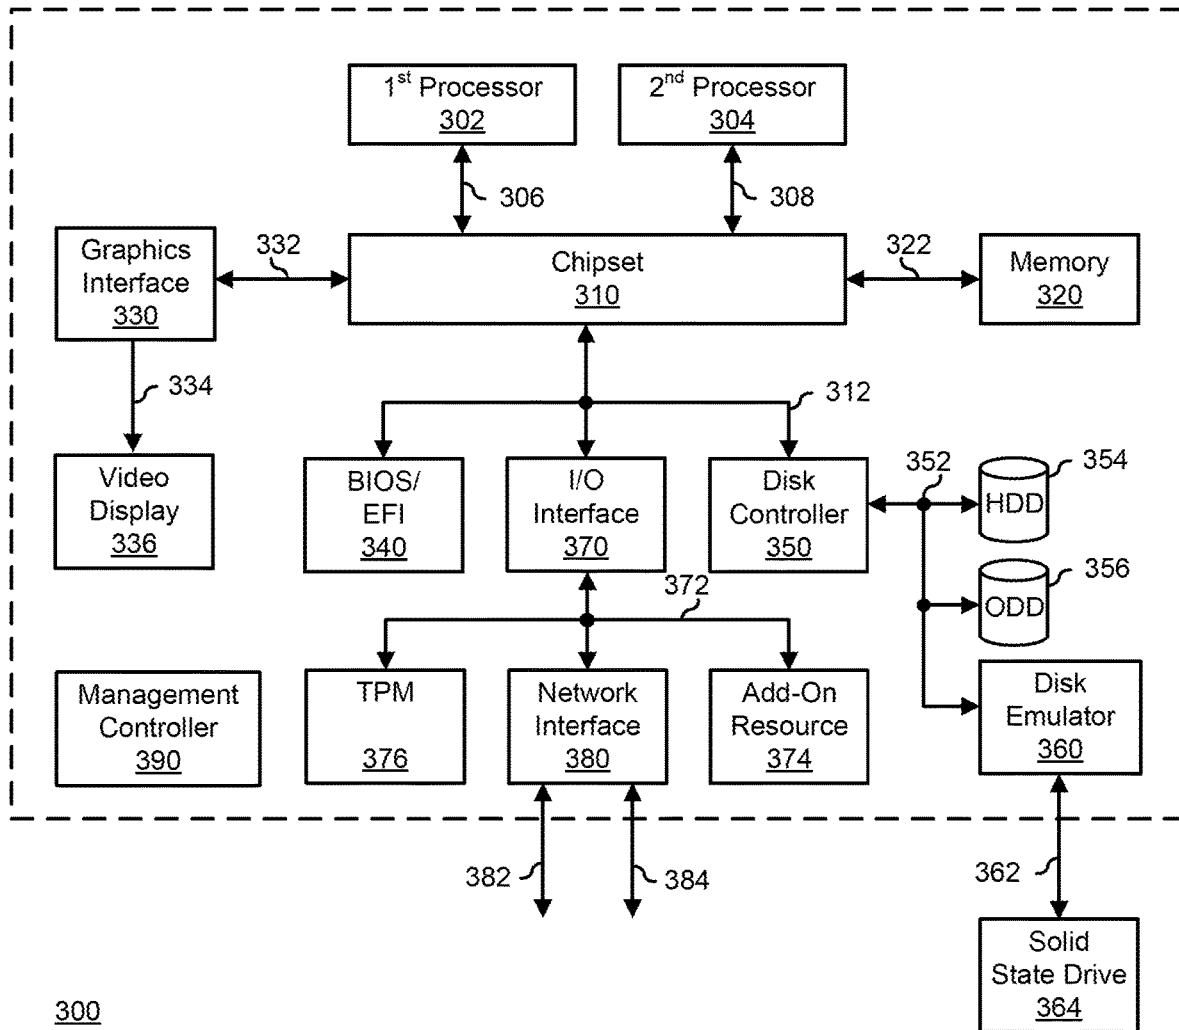 1st Processor
302
2nd Processor
304
306
308
Graphics
Interface
330
332
Chipset
310
322
Memory
320
334
312
Video
Display
336
BIOS/
EFI
340
I/O
Interface
370
Disk
Controller
350
352
HDD
354
ODD
356
372
Management
Controller
390
TPM
376
Network
Interface
380
Add-On
Resource
374
Disk
Emulator
360
382
384
362
Solid
State Drive
364
300